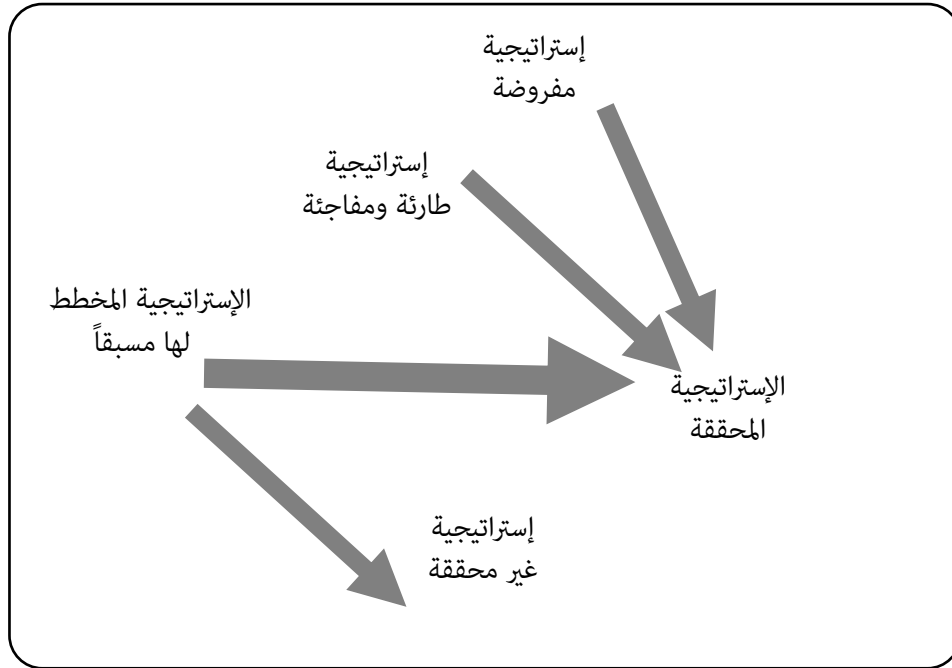 إستراتيجية
مفروضة
إستراتيجية
طارئة ومفاجئة
الإستراتيجية المخطط
لها مسبقاً
الإستراتيجية
المحققة
إستراتيجية
غير محققة